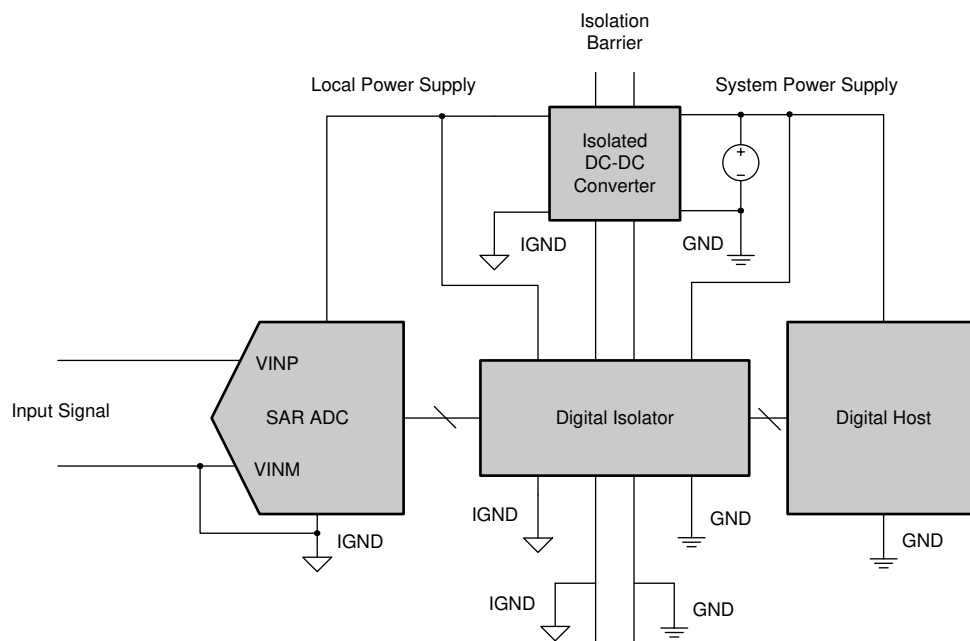 Isolation
Barrier
Local Power Supply
System Power Supply
Isolated
DC-DC
Converter
+
−
IGND
GND
VINP
Input Signal
SAR ADC
Digital Isolator
Digital Host
VINM
IGND
IGND
GND
GND
IGND
GND